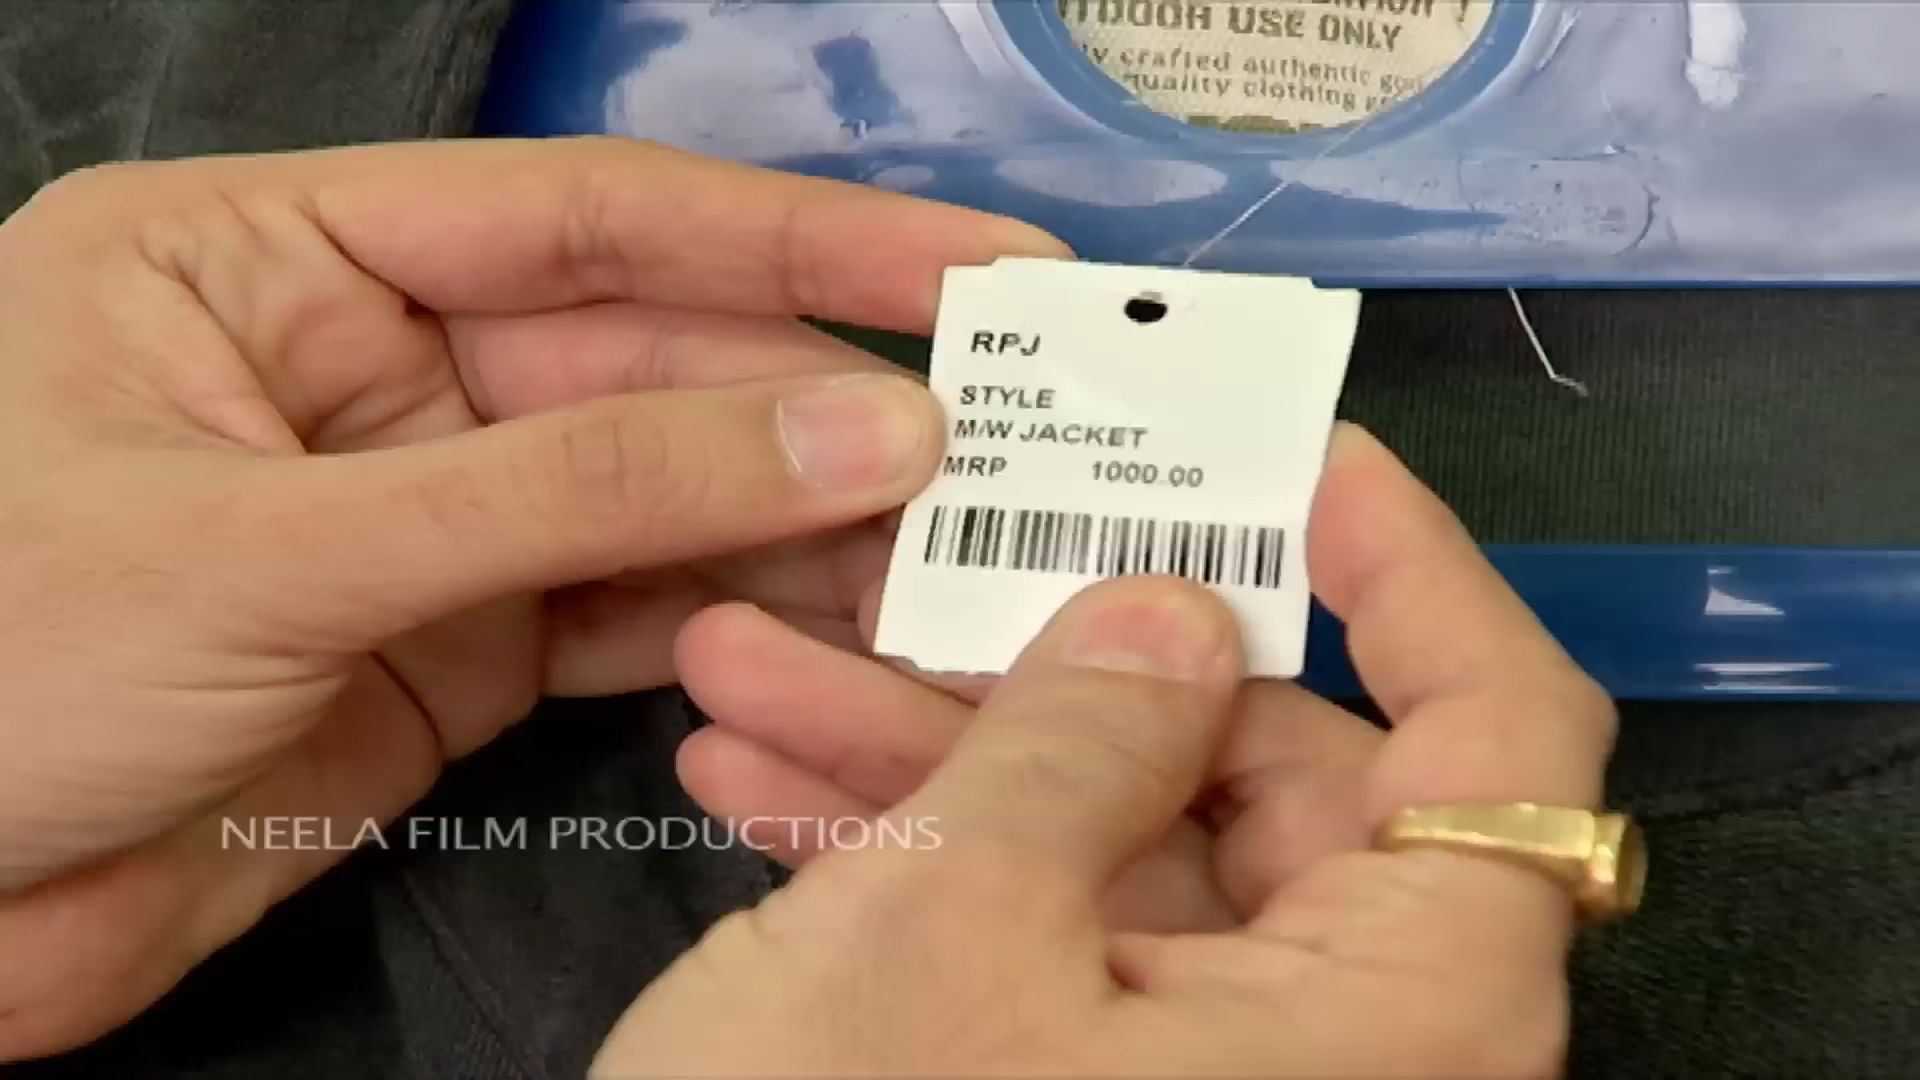 OUTDOOR USE ONLY
crafted authentic
quality clothing
RPJ
STYLE
M/W JACKET
MRP 1000.00
NEELA FILM PRODUCTIONS